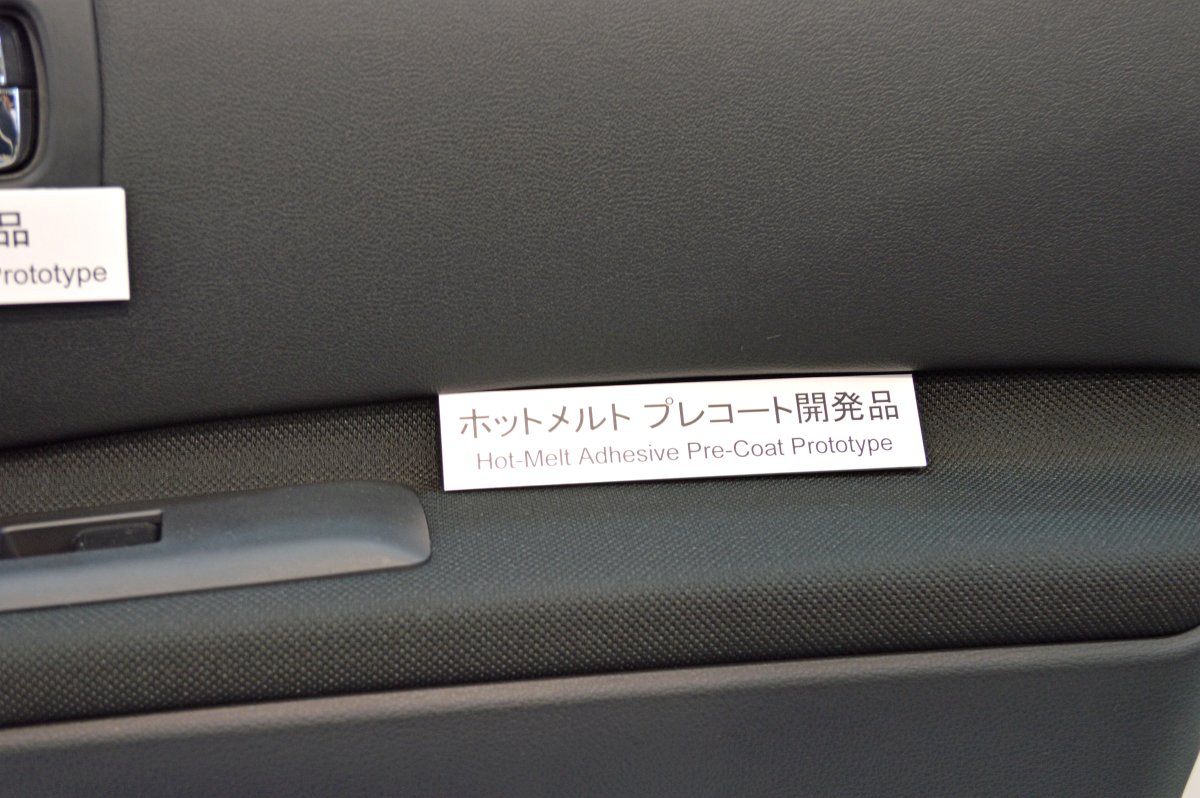 品
Prototype
ホットメルト プレコート開発品
Hot-Melt Adhesive Pre-Coat Prototype